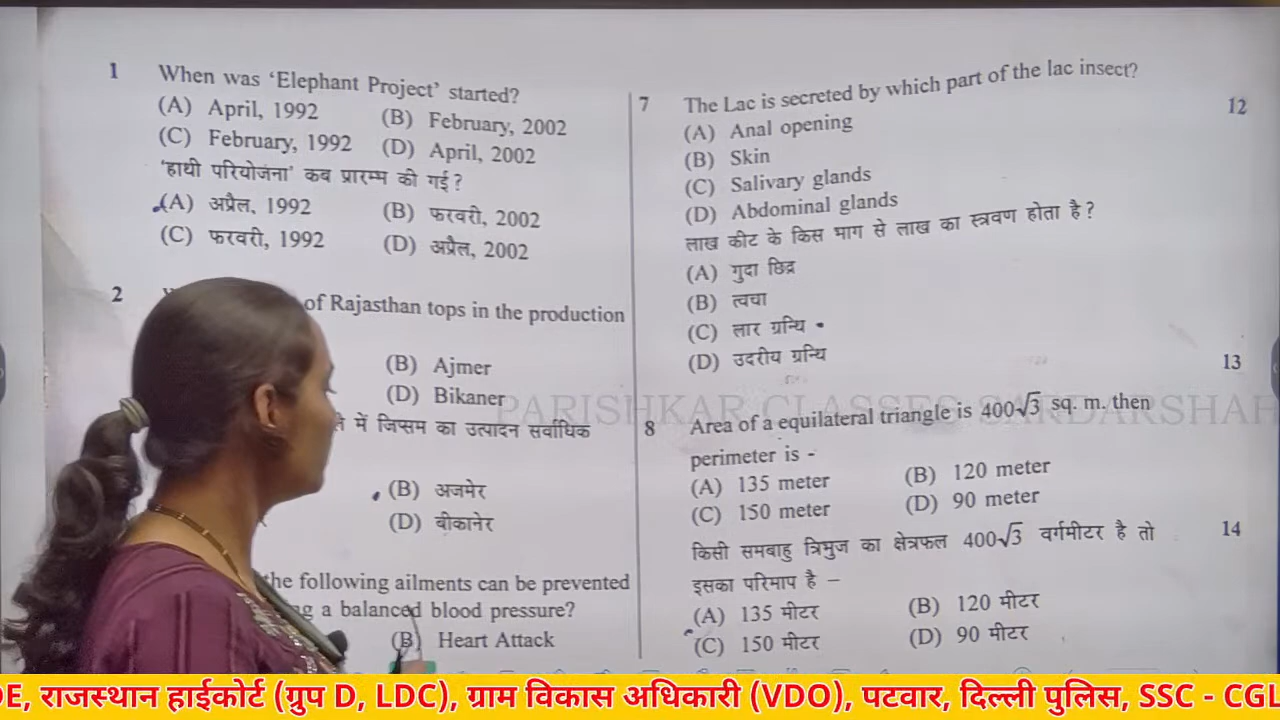 1 When was ‘Elephant Project’ started?
(A) April, 1992 (B) February, 2002
(C) February, 1992 (D) April, 2002
‘हाथी परियोजना’ कब प्रारम्भ की गई ?
(A) अप्रैल, 1992 (B) फरवरी, 2002
(C) फरवरी, 1992 (D) अप्रैल, 2002
2 of Rajasthan tops in the production
(B) Ajmer
(D) Bikaner
में जिप्सम का उत्पादन सर्वाधिक
(B) अजमेर
(D) बीकानेर
the following ailments can be prevented
a balanced blood pressure?
(B) Heart Attack
7 The Lac is secreted by which part of the lac insect?
(A) Anal opening
(B) Skin
(C) Salivary glands
(D) Abdominal glands
लाख कीट के किस भाग से लाख का स्त्रवण होता है ?
(A) गुदा छिद्र
(B) त्वचा
(C) लार ग्रन्थि
(D) उदरीय ग्रन्थि
8 Area of a equilateral triangle is 400√3 sq. m. then
perimeter is -
(A) 135 meter (B) 120 meter
(C) 150 meter (D) 90 meter
किसी समबाहु त्रिभुज का क्षेत्रफल 400√3 वर्गमीटर है तो
इसका परिमाप है –
(A) 135 मीटर (B) 120 मीटर
(C) 150 मीटर (D) 90 मीटर
12
13
14
PARISHKAR CLASSES SARDARSHAH
DE, राजस्थान हाईकोर्ट (ग्रुप D, LDC), ग्राम विकास अधिकारी (VDO), पटवार, दिल्ली पुलिस, SSC - CGL